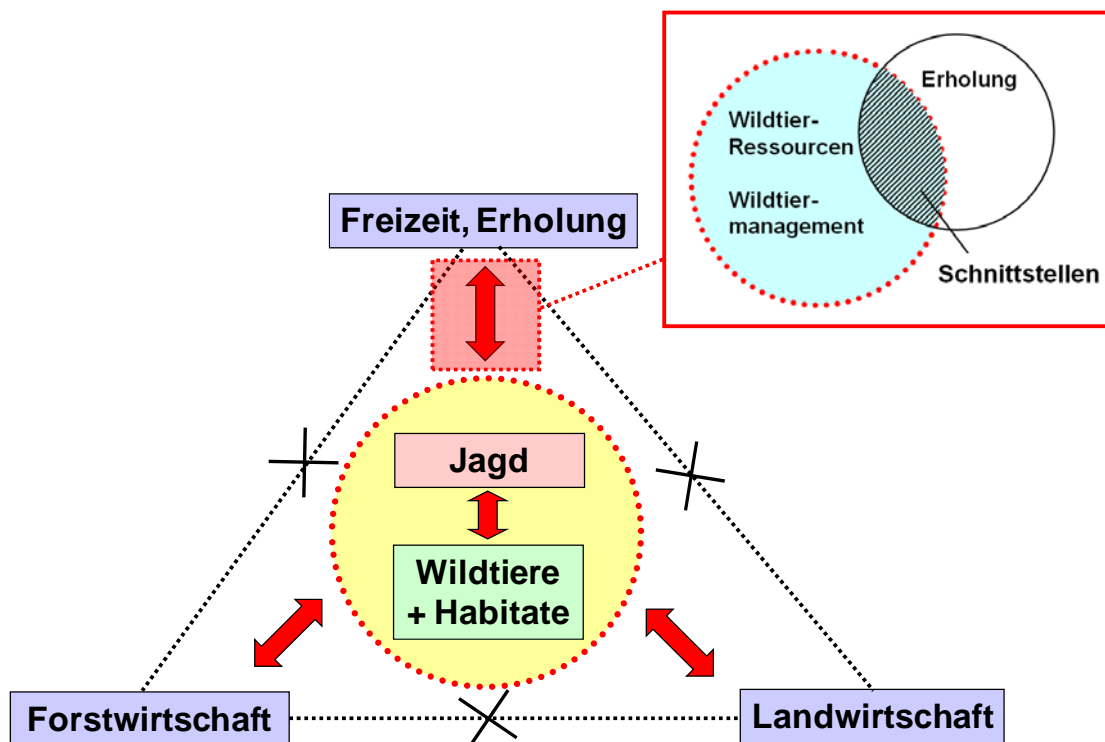 Erholung
Wildtier-
Ressourcen
Wildtier-
management
Schnittstellen
Freizeit, Erholung
Jagd
Wildtiere
+ Habitate
Forstwirtschaft
Landwirtschaft